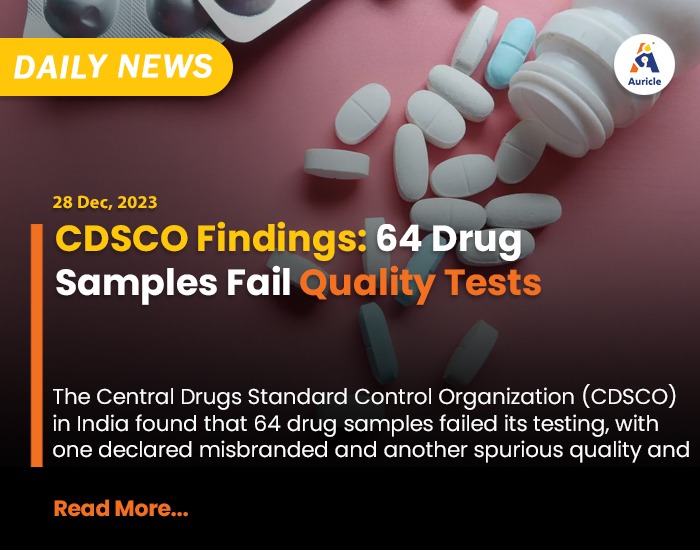 DAILY NEWS
Auricle
28 Dec, 2023
CDSCO Findings: 64 Drug
Samples Fail Quality Tests
The Central Drugs Standard Control Organization (CDSCO)
in India found that 64 drug samples failed its testing, with
one declared misbranded and another spurious quality and
Read More...